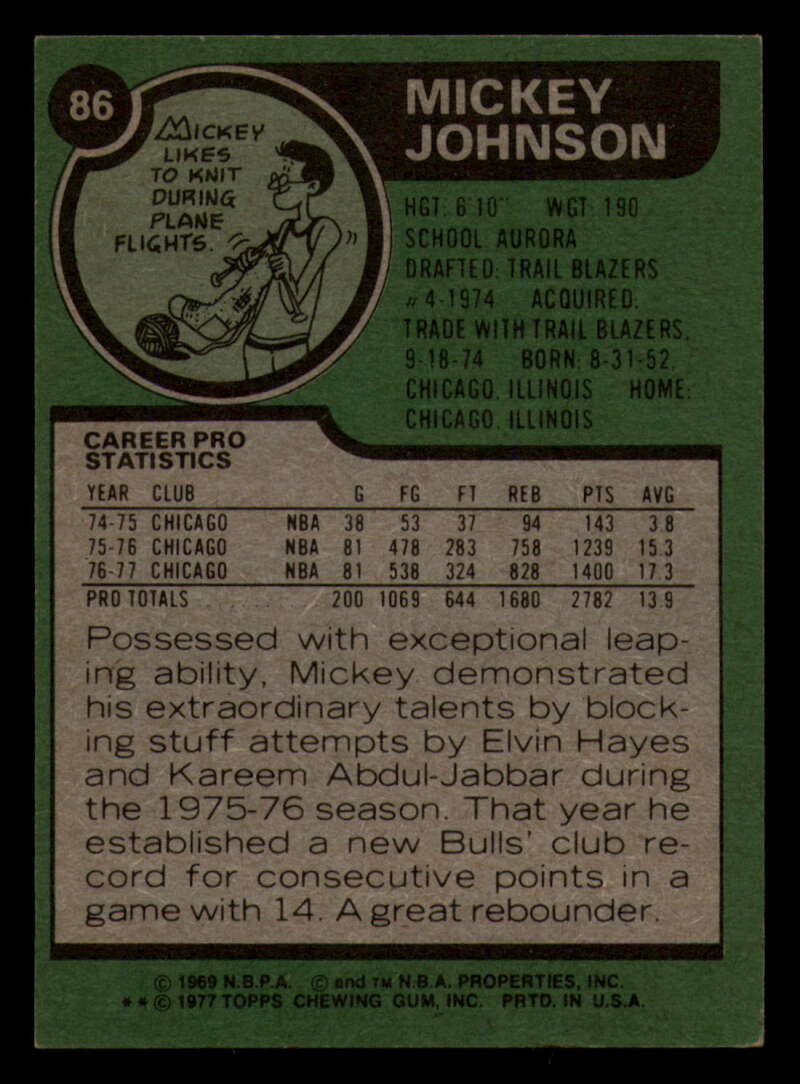 86
MICKEY
JOHNSON
MICKEY
LIKES
TO KNIT
DURING
PLANE
FLIGHTS.
HGT: 6'10" WGT: 190
SCHOOL: AURORA
DRAFTED: TRAIL BLAZERS
#4-1974 ACQUIRED:
TRADE WITH TRAIL BLAZERS,
9-18-74 BORN: 8-31-52,
CHICAGO, ILLINOIS HOME:
CHICAGO, ILLINOIS
CAREER PRO
STATISTICS
YEAR CLUB G FG FT REB PTS AVG
74-75 CHICAGO NBA 38 53 37 94 143 3.8
75-76 CHICAGO NBA 81 478 283 758 1239 15.3
76-77 CHICAGO NBA 81 538 324 828 1400 17.3
PRO TOTALS 200 1069 644 1680 2782 13.9
Possessed with exceptional leap-
ing ability, Mickey demonstrated
his extraordinary talents by block-
ing stuff attempts by Elvin Hayes
and Kareem Abdul-Jabbar during
the 1975-76 season. That year he
established a new Bulls' club re-
cord for consecutive points in a
game with 14. A great rebounder.
© 1969 N.B.P.A. © and TM N.B.A. PROPERTIES, INC.
* * © 1977 TOPPS CHEWING GUM, INC. PRTD. IN U.S.A.